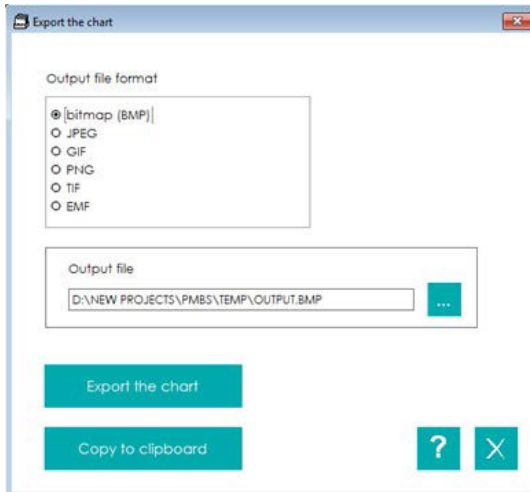 Export the chart
Output file format
bitmap (BMP)
JPEG
GIF
PNG
TIF
EMF
Output file
D:\NEW PROJECTS\PMBS\TEMP\OUTPUT.BMP
...
Export the chart
Copy to clipboard
?
X